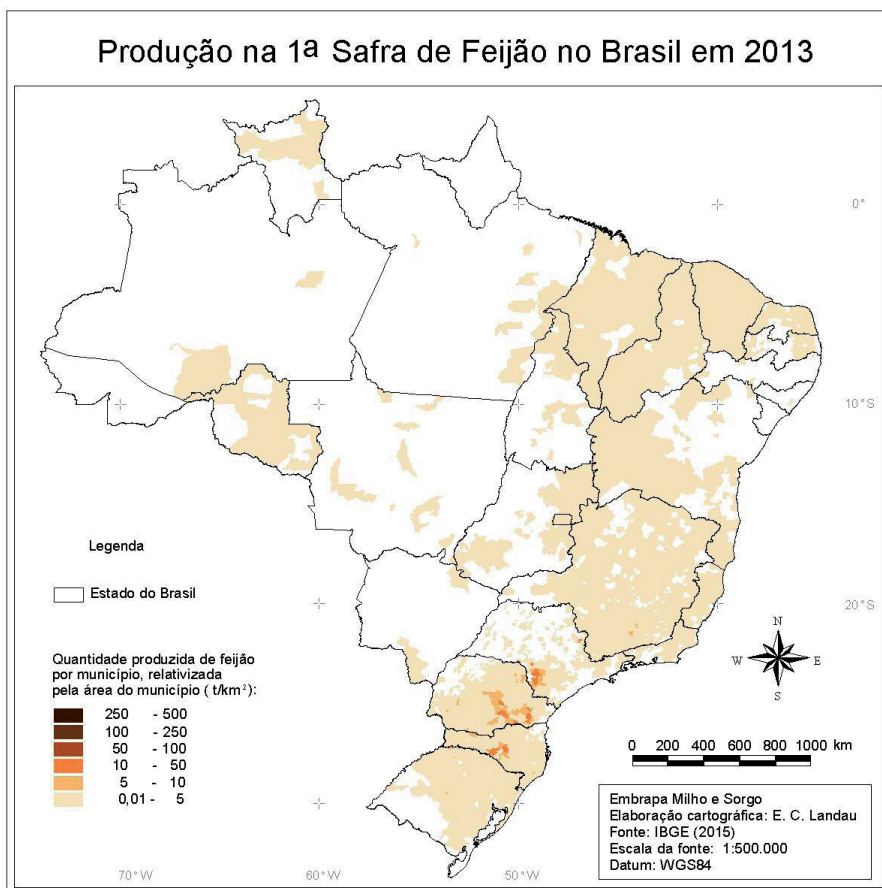 Produção na 1ª Safra de Feijão no Brasil em 2013
0°
10°S
20°S
Legenda
Estado do Brasil
Quantidade produzida de feijão
por município, relativizada
pela área do município ( t/km²):
250 - 500
100 - 250
50 - 100
10 - 50
5 - 10
0,01 - 5
N
W E
S
0 200 400 600 800 1000 km
Embrapa Milho e Sorgo
Elaboração cartográfica: E. C. Landau
Fonte: IBGE (2015)
Escala da fonte: 1:500.000
Datum: WGS84
70°W 60°W 50°W